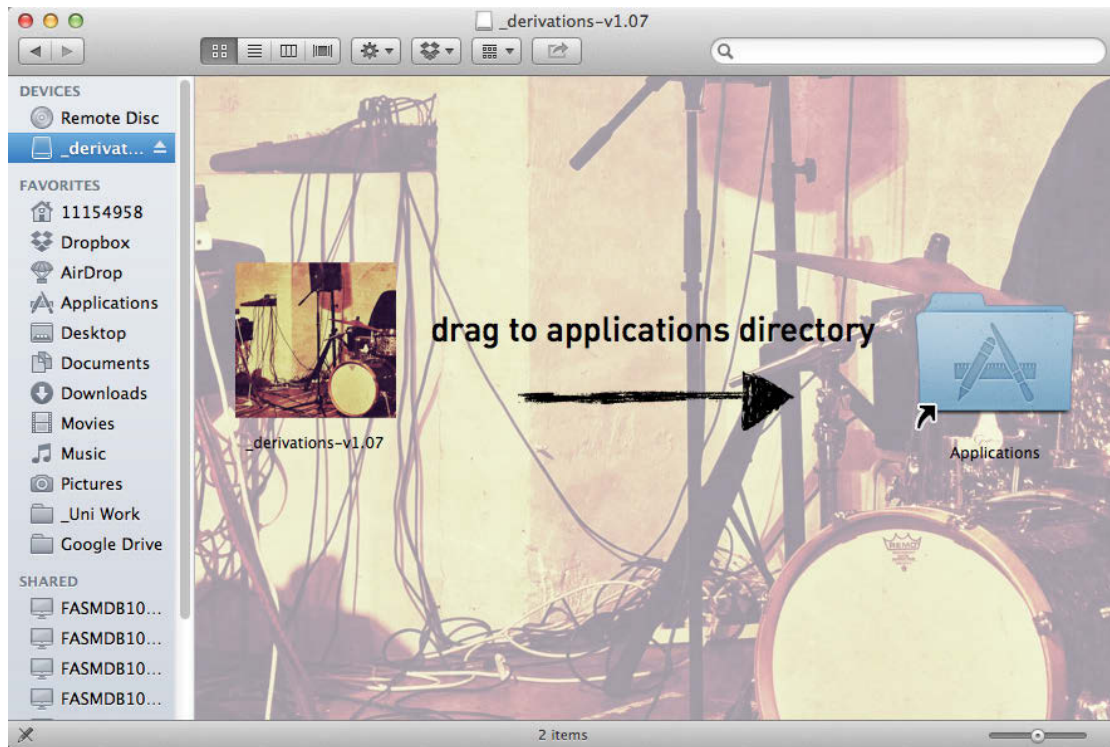 _derivations-v1.07
DEVICES
Remote Disc
_derivat...
FAVORITES
11154958
Dropbox
AirDrop
Applications
Desktop
Documents
Downloads
Movies
Music
Pictures
_Uni Work
Google Drive
SHARED
FASMDB10...
FASMDB10...
FASMDB10...
FASMDB10...
drag to applications directory
_derivations-v1.07
Applications
REMO
2 items